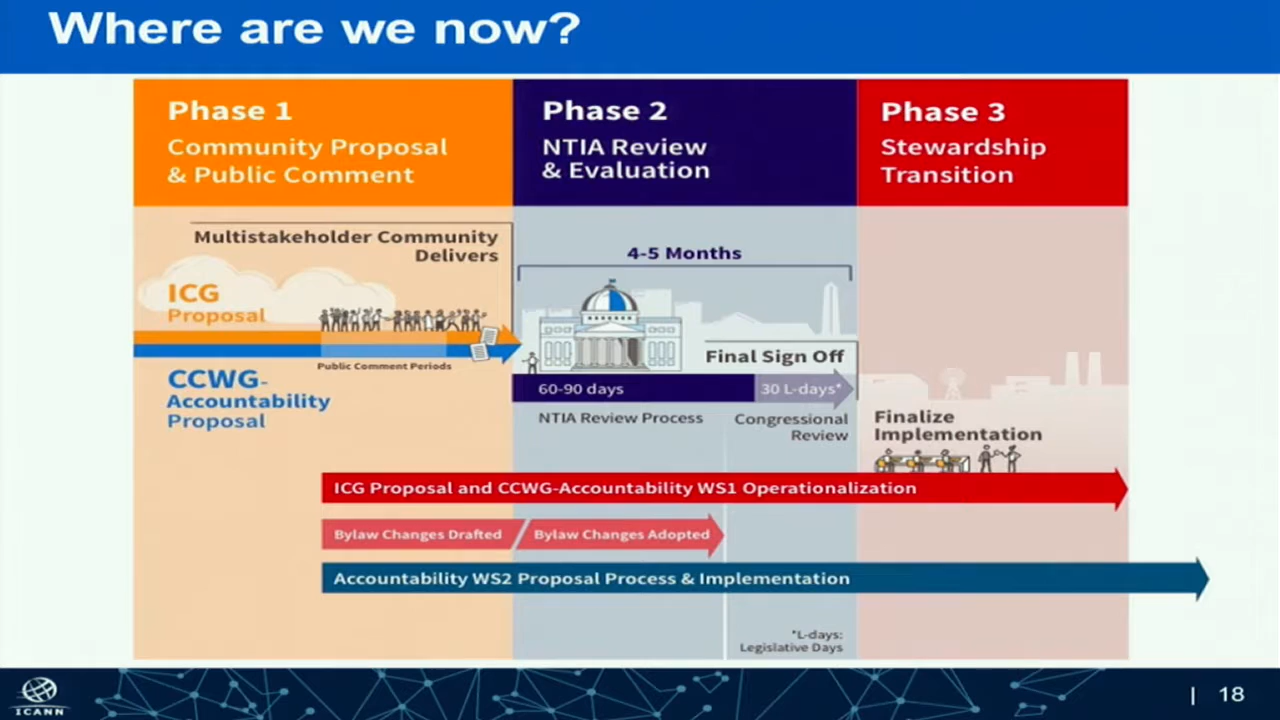 Where are we now?
Phase 1
Community Proposal
& Public Comment
Phase 2
NTIA Review
& Evaluation
Phase 3
Stewardship
Transition
Multistakeholder Community
Delivers
ICG
Proposal
Public Comment Periods
CCWG-
Accountability
Proposal
4-5 Months
Final Sign Off
60-90 days
30 L-days*
NTIA Review Process
Congressional
Review
Finalize
Implementation
ICG Proposal and CCWG-Accountability WS1 Operationalization
Bylaw Changes Drafted
Bylaw Changes Adopted
Accountability WS2 Proposal Process & Implementation
*L-days:
Legislative Days
ICANN
| 18